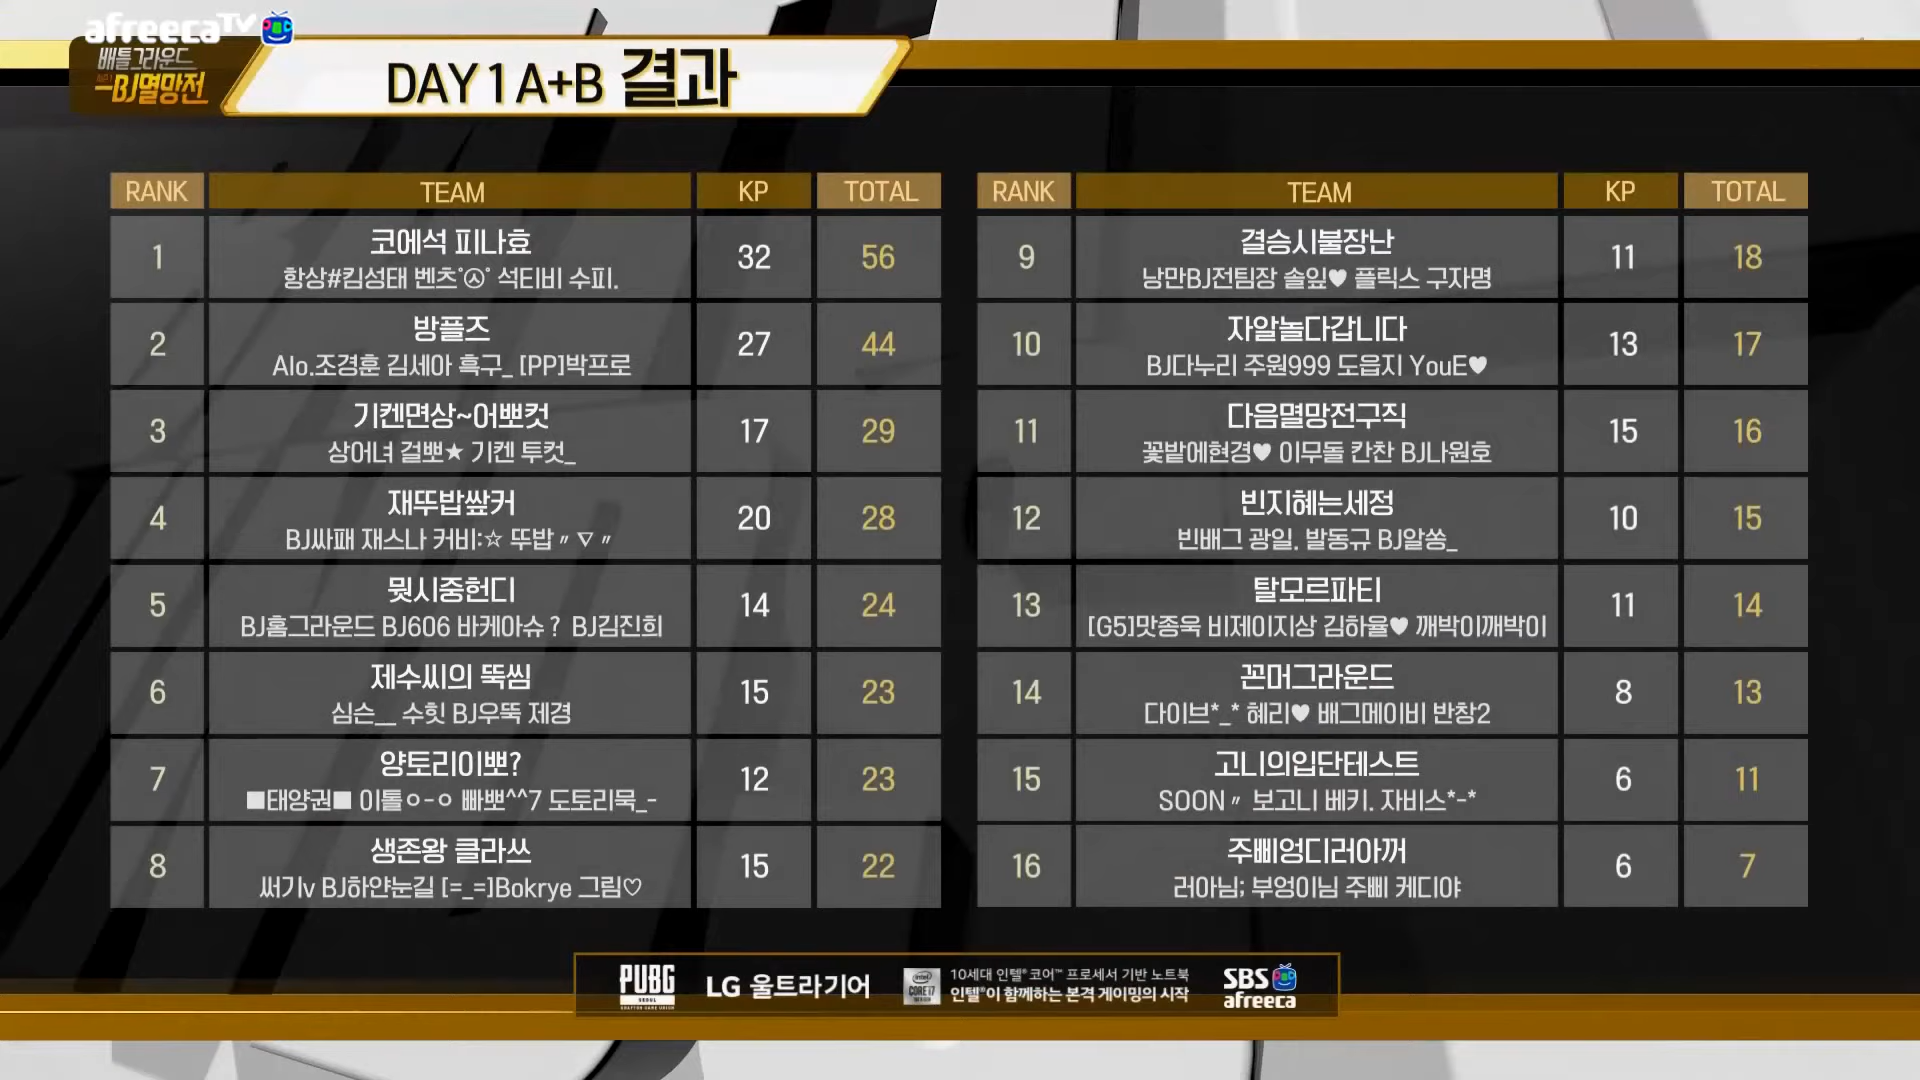 afreecaTV
배틀그라운드
BJ멸망전
DAY 1 A+B 결과
RANK TEAM KP TOTAL
1 코에석 피나효 32 56
항상#킴성태 벤츠˚㉦˚ 석티비 수피.
2 방플즈 27 44
Alo.조경훈 김세아 흑구_ [PP]박프로
3 기켄면상~어뽀컷 17 29
상어녀 걸뽀★ 기켄 투컷_
4 재뚜밥싸커 20 28
BJ싸패 재스나 커비:☆ 뚜밥〃▽〃
5 뭣시중헌디 14 24
BJ홈그라운드 BJ606 바케아슈? BJ김진희
6 제수씨의 뚝씸 15 23
심슨__ 수힛 BJ우뚝 제경
7 양토리이뽀? 12 23
■태양권■ 이톨ㅇ-ㅇ 빠뽀^^7 도토리묵_-
8 생존왕 클라쓰 15 22
써기v BJ하얀눈길 [=_=]Bokrye 그림♡
RANK TEAM KP TOTAL
9 결승시불장난 11 18
낭만BJ전팀장 솔잎♥ 플릭스 구자명
10 자알놀다갑니다 13 17
BJ다누리 주원999 도읍지 YouE♥
11 다음멸망전구직 15 16
꽃밭에현경♥ 이무돌 칸찬 BJ나원호
12 빈지혜는세정 10 15
빈배그 광일. 발동규 BJ알쏭_
13 탈모르파티 11 14
[G5]맛종욱 비제이지상 김하율♥ 깨박이깨박이
14 꼰머그라운드 8 13
다이브*_* 혜리♥ 배그메이비 반창2
15 고니의입단테스트 6 11
SOON〃 보고니 베키. 자비스*-*
16 주삐엉디러아꺼 6 7
러아님; 부엉이님 주삐 케디야
PUBG
SEOUL
LG 울트라기어
intel
CORE i7
10세대 인텔® 코어™ 프로세서 기반 노트북
인텔®이 함께하는 본격 게이밍의 시작
SBS
afreeca